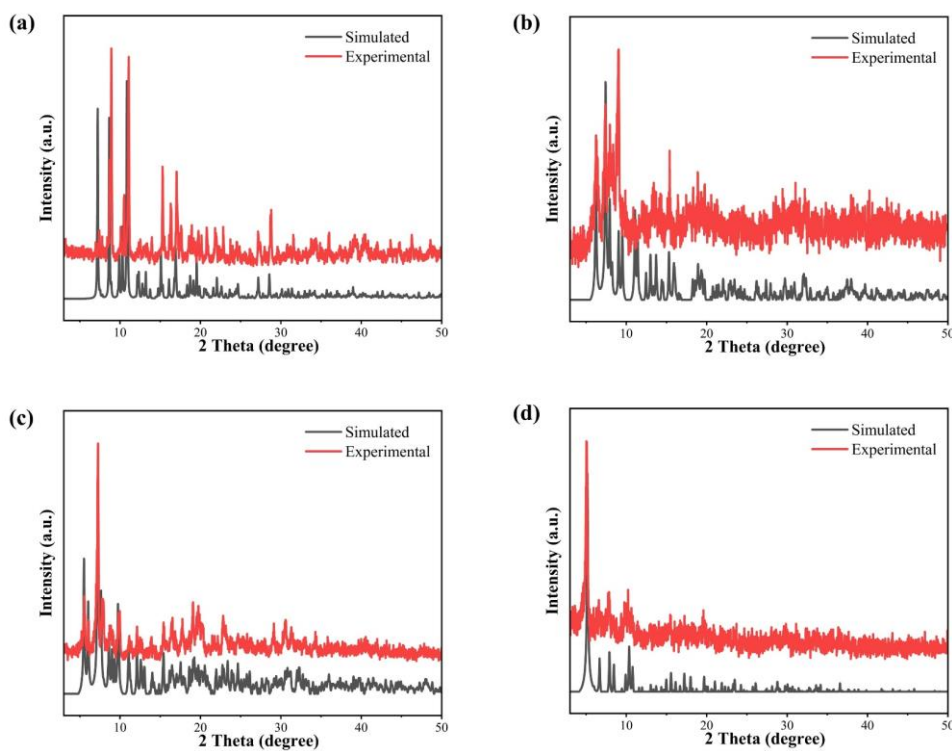 (a)
Simulated
Experimental
Intensity (a.u.)
10 20 30 40 50
2 Theta (degree)
(b)
Simulated
Experimental
Intensity (a.u.)
10 20 30 40 50
2 Theta (degree)
(c)
Simulated
Experimental
Intensity (a.u.)
10 20 30 40 50
2 Theta (degree)
(d)
Simulated
Experimental
Intensity (a.u.)
10 20 30 40 50
2 Theta (degree)